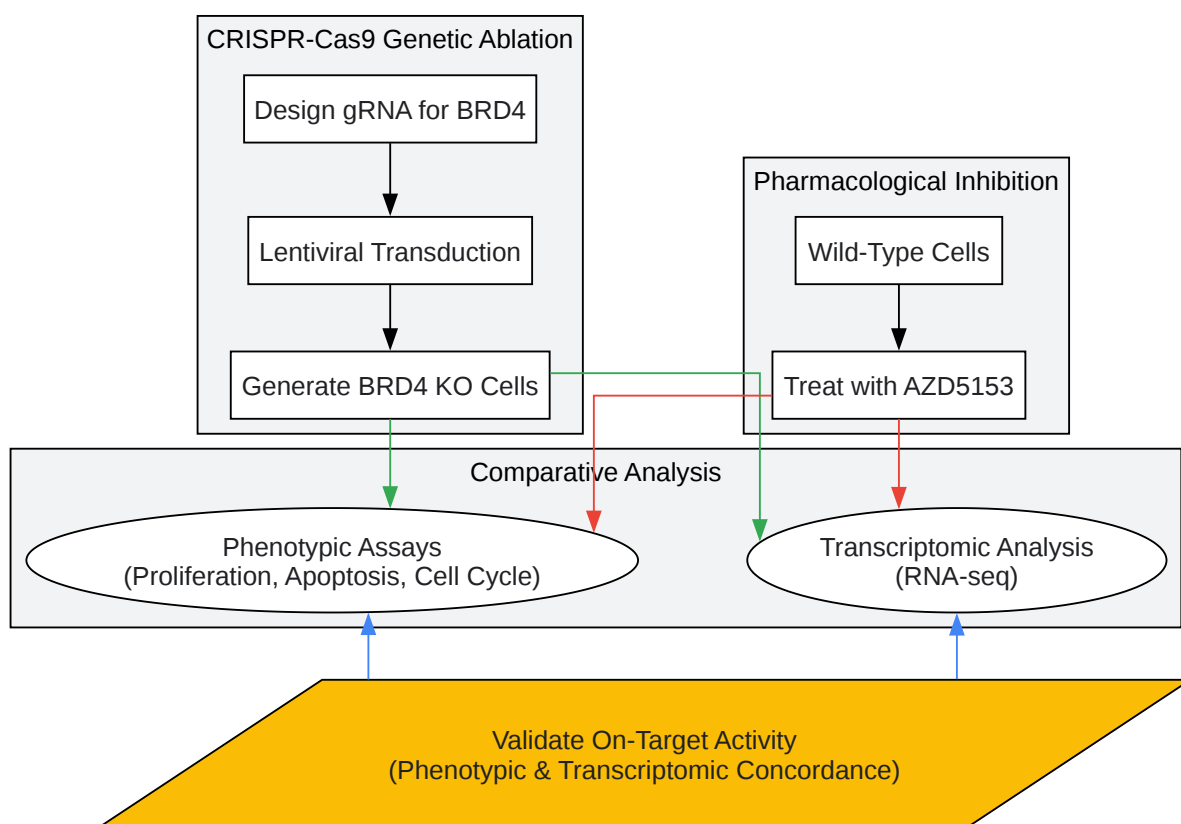 CRISPR-Cas9 Genetic Ablation
Design gRNA for BRD4
Lentiviral Transduction
Generate BRD4 KO Cells
Pharmacological Inhibition
Wild-Type Cells
Treat with AZD5153
Comparative Analysis
Phenotypic Assays
(Proliferation, Apoptosis, Cell Cycle)
Transcriptomic Analysis
(RNA-seq)
Validate On-Target Activity
(Phenotypic & Transcriptomic Concordance)